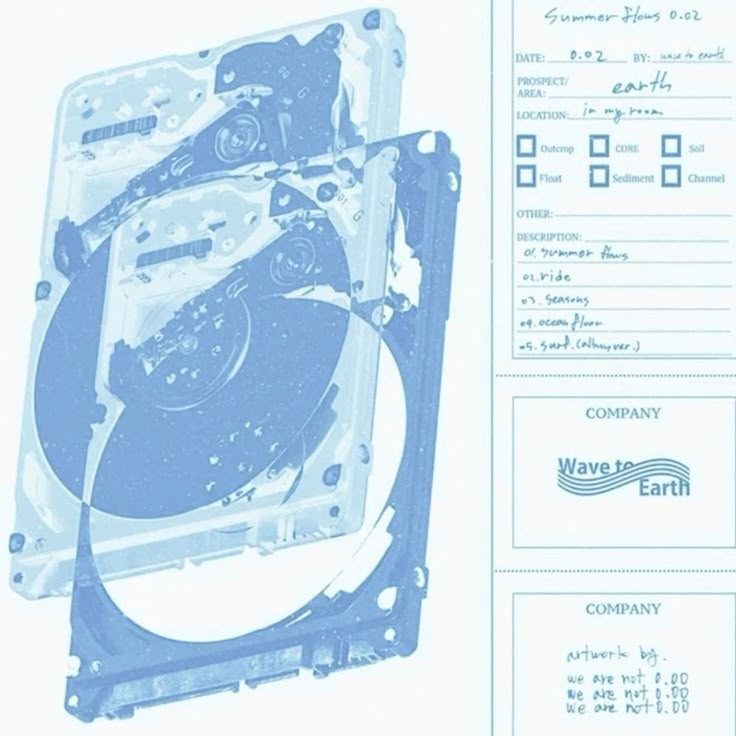 Summer flows 0.02
DATE: 0.02 BY: wave to earth
PROSPECT/
AREA: earth
LOCATION: in my room
Outcrop CORE Soil
Float Sediment Channel
OTHER:
DESCRIPTION:
01. Summer flows
02. ride
03. seasons
04. ocean floor
05. surf. (album ver.)
COMPANY
Wave to
Earth
COMPANY
artwork by.
we are not 0.00
we are not 0.00
we are not 0.00